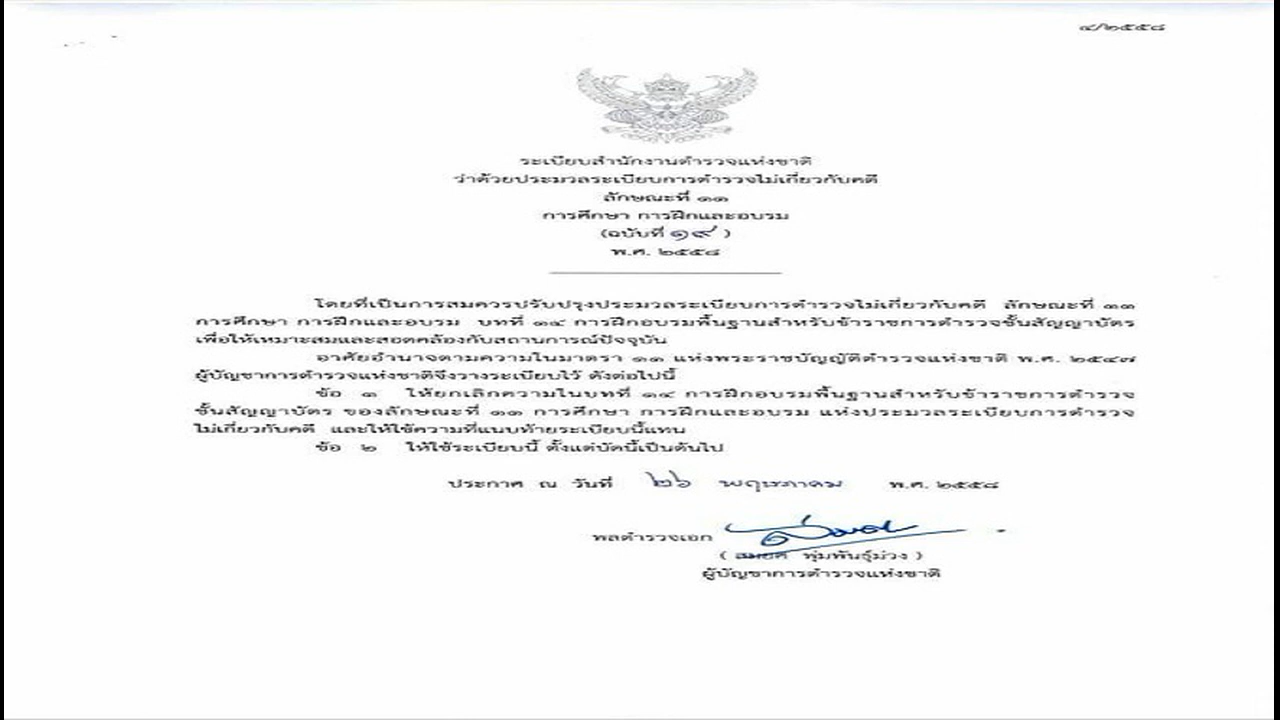 ๔/๒๕๕๘
ระเบียบสำนักงานตำรวจแห่งชาติ
ว่าด้วยประมวลระเบียบการตำรวจไม่เกี่ยวกับคดี
ลักษณะที่ ๑๑
การศึกษา การฝึกและอบรม
(ฉบับที่ ๑๙ )
พ.ศ. ๒๕๕๘
โดยที่เป็นการสมควรปรับปรุงประมวลระเบียบการตำรวจไม่เกี่ยวกับคดี ลักษณะที่ ๑๑
การศึกษา การฝึกและอบรม บทที่ ๑๔ การฝึกอบรมพื้นฐานสำหรับข้าราชการตำรวจชั้นสัญญาบัตร
เพื่อให้เหมาะสมและสอดคล้องกับสถานการณ์ปัจจุบัน
อาศัยอำนาจตามความในมาตรา ๑๑ แห่งพระราชบัญญัติตำรวจแห่งชาติ พ.ศ. ๒๕๔๗
ผู้บัญชาการตำรวจแห่งชาติจึงวางระเบียบไว้ ดังต่อไปนี้
ข้อ ๑ ให้ยกเลิกความในบทที่ ๑๔ การฝึกอบรมพื้นฐานสำหรับข้าราชการตำรวจ
ชั้นสัญญาบัตร ของลักษณะที่ ๑๑ การศึกษา การฝึกและอบรม แห่งประมวลระเบียบการตำรวจ
ไม่เกี่ยวกับคดี และให้ใช้ความที่แนบท้ายระเบียบนี้แทน
ข้อ ๒ ให้ใช้ระเบียบนี้ ตั้งแต่บัดนี้เป็นต้นไป
ประกาศ ณ วันที่ ๒๖ พฤษภาคม พ.ศ. ๒๕๕๘
พลตำรวจเอก
( สมยศ พุ่มพันธุ์ม่วง )
ผู้บัญชาการตำรวจแห่งชาติ